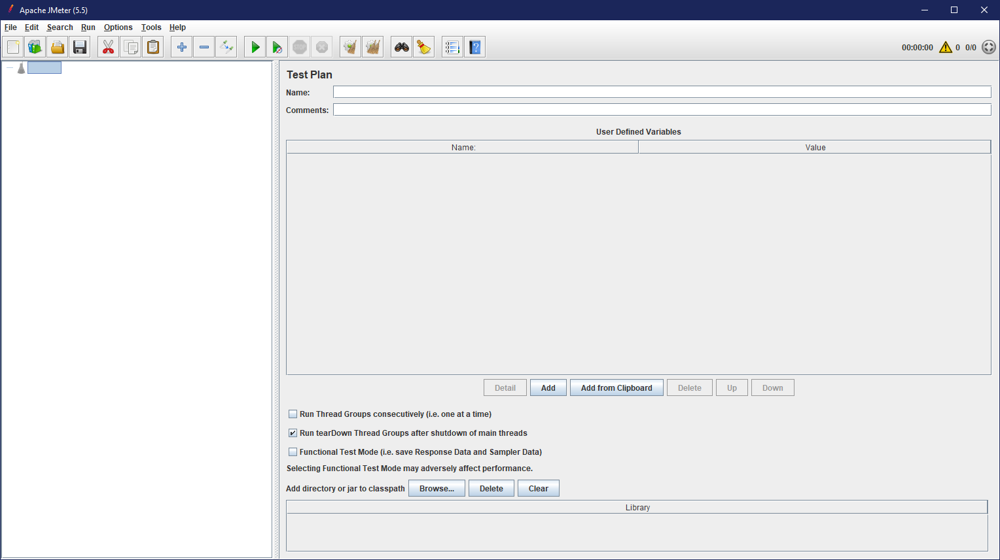 Apache JMeter (5.5)
File Edit Search Run Options Tools Help
STOP
00:00:00 0 0/0
Test Plan
Name:
Comments:
User Defined Variables
Name: Value
Detail Add Add from Clipboard Delete Up Down
Run Thread Groups consecutively (i.e. one at a time)
Run tearDown Thread Groups after shutdown of main threads
Functional Test Mode (i.e. save Response Data and Sampler Data)
Selecting Functional Test Mode may adversely affect performance.
Add directory or jar to classpath Browse... Delete Clear
Library